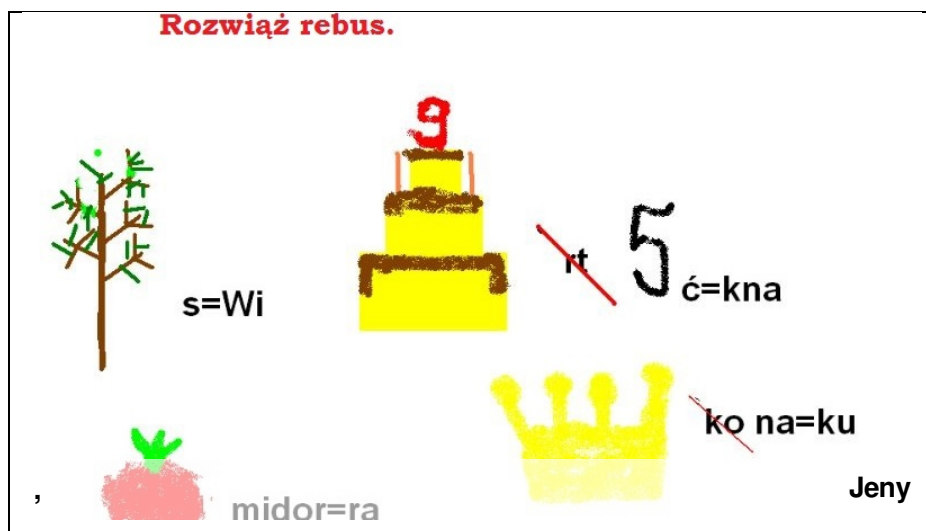 Rozwiąż rebus.
9
s=Wi
rt 5 ć=kna
ko na=ku
, midor=ra Jeny